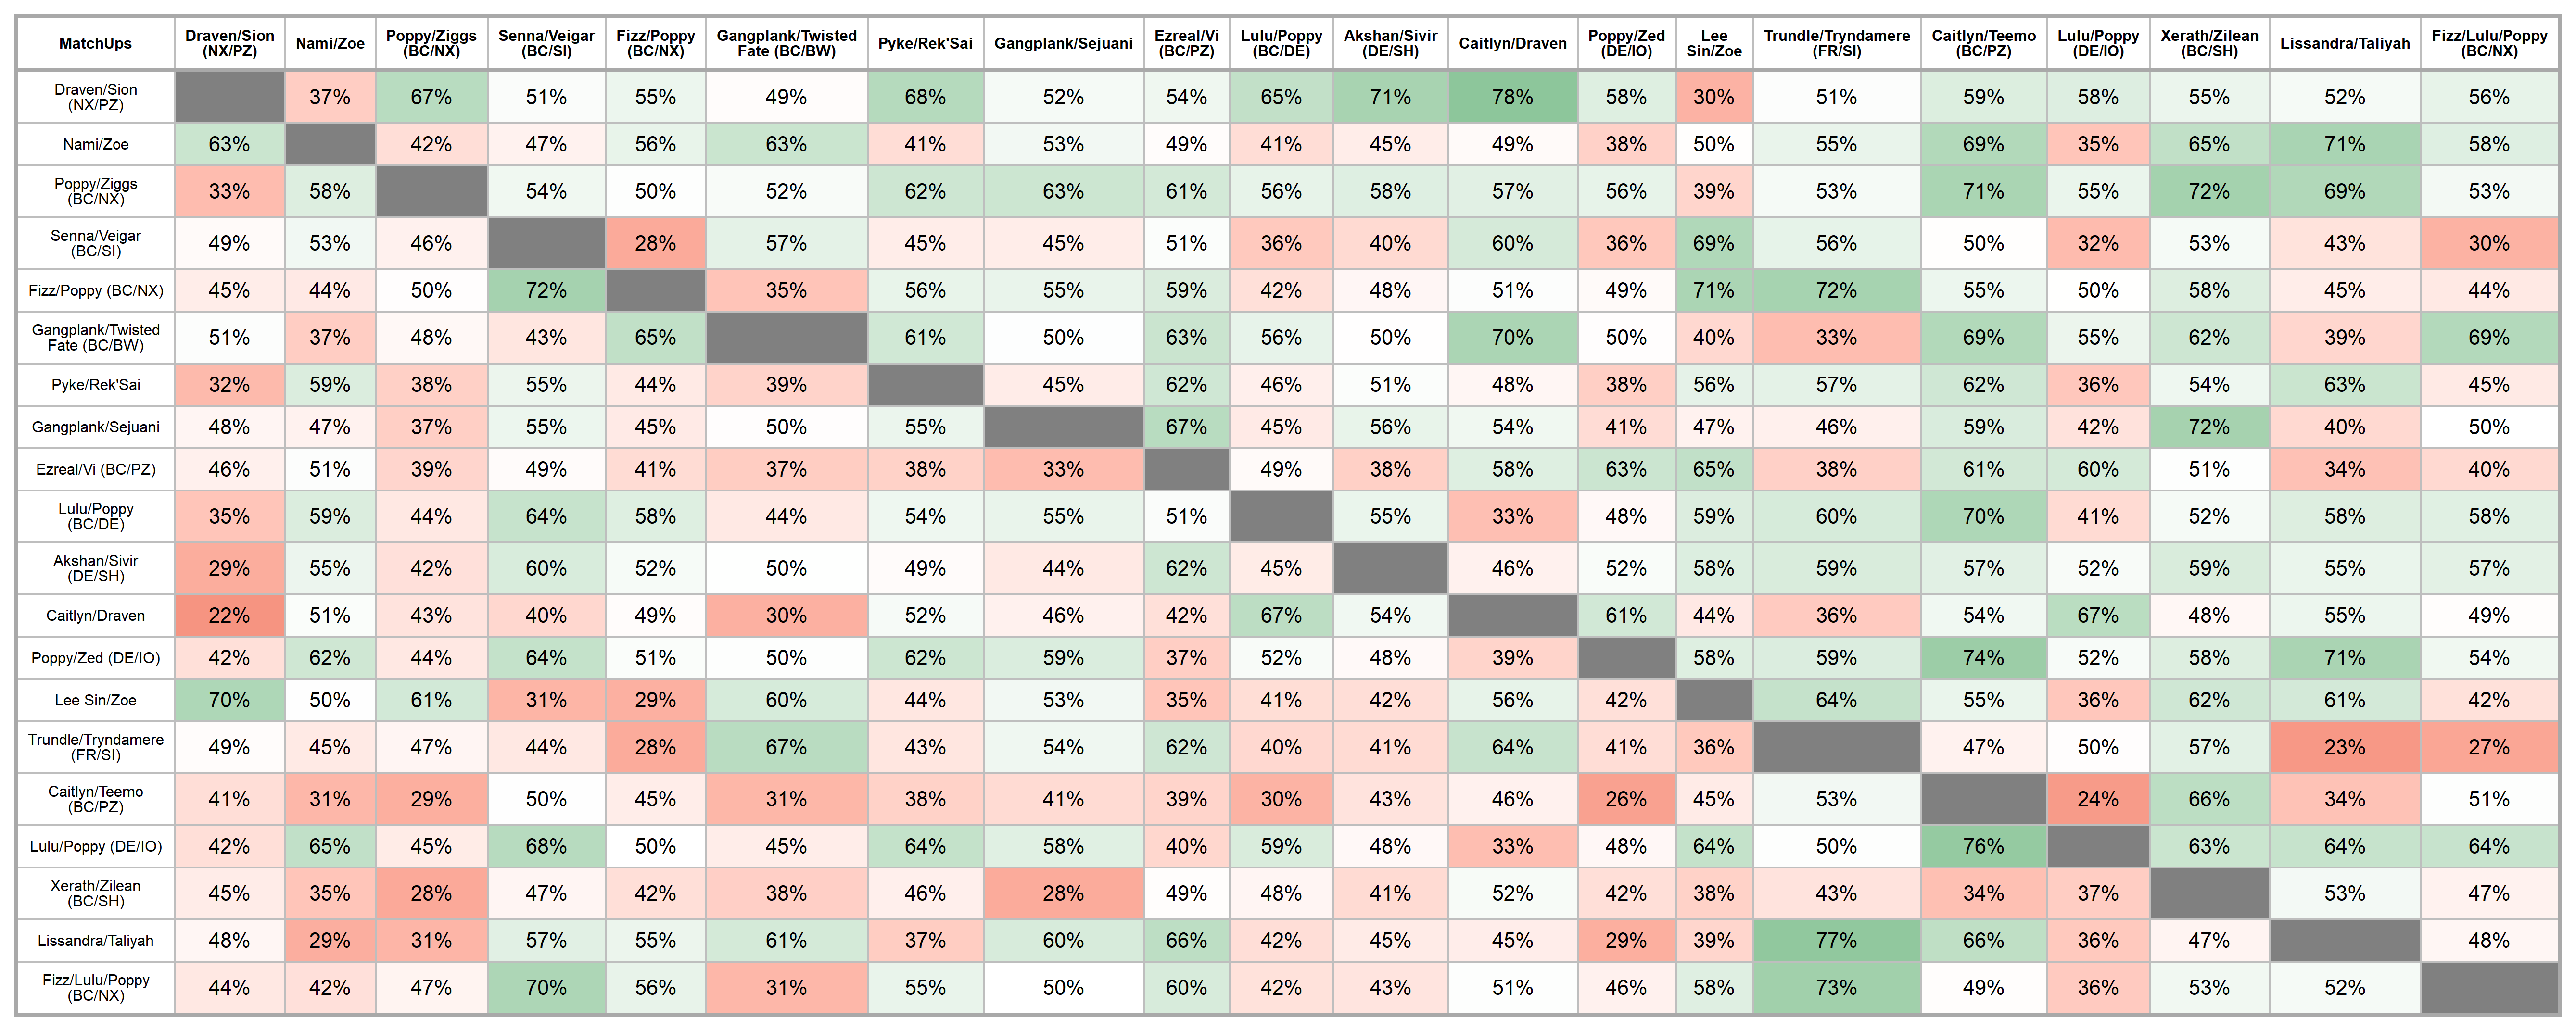 MatchUps Draven/Sion (NX/PZ) Nami/Zoe Poppy/Ziggs (BC/NX) Senna/Veigar (BC/SI) Fizz/Poppy (BC/NX) Gangplank/Twisted Fate (BC/BW) Pyke/Rek'Sai Gangplank/Sejuani Ezreal/Vi (BC/PZ) Lulu/Poppy (BC/DE) Akshan/Sivir (DE/SH) Caitlyn/Draven Poppy/Zed (DE/IO) Lee Sin/Zoe Trundle/Tryndamere (FR/SI) Caitlyn/Teemo (BC/PZ) Lulu/Poppy (DE/IO) Xerath/Zilean (BC/SH) Lissandra/Taliyah Fizz/Lulu/Poppy (BC/NX)
Draven/Sion (NX/PZ) 37% 67% 51% 55% 49% 68% 52% 54% 65% 71% 78% 58% 30% 51% 59% 58% 55% 52% 56%
Nami/Zoe 63% 42% 47% 56% 63% 41% 53% 49% 41% 45% 49% 38% 50% 55% 69% 35% 65% 71% 58%
Poppy/Ziggs (BC/NX) 33% 58% 54% 50% 52% 62% 63% 61% 56% 58% 57% 56% 39% 53% 71% 55% 72% 69% 53%
Senna/Veigar (BC/SI) 49% 53% 46% 28% 57% 45% 45% 51% 36% 40% 60% 36% 69% 56% 50% 32% 53% 43% 30%
Fizz/Poppy (BC/NX) 45% 44% 50% 72% 35% 56% 55% 59% 42% 48% 51% 49% 71% 72% 55% 50% 58% 45% 44%
Gangplank/Twisted Fate (BC/BW) 51% 37% 48% 43% 65% 61% 50% 63% 56% 50% 70% 50% 40% 33% 69% 55% 62% 39% 69%
Pyke/Rek'Sai 32% 59% 38% 55% 44% 39% 45% 62% 46% 51% 48% 38% 56% 57% 62% 36% 54% 63% 45%
Gangplank/Sejuani 48% 47% 37% 55% 45% 50% 55% 67% 45% 56% 54% 41% 47% 46% 59% 42% 72% 40% 50%
Ezreal/Vi (BC/PZ) 46% 51% 39% 49% 41% 37% 38% 33% 49% 38% 58% 63% 65% 38% 61% 60% 51% 34% 40%
Lulu/Poppy (BC/DE) 35% 59% 44% 64% 58% 44% 54% 55% 51% 55% 33% 48% 59% 60% 70% 41% 52% 58% 58%
Akshan/Sivir (DE/SH) 29% 55% 42% 60% 52% 50% 49% 44% 62% 45% 46% 52% 58% 59% 57% 52% 59% 55% 57%
Caitlyn/Draven 22% 51% 43% 40% 49% 30% 52% 46% 42% 67% 54% 61% 44% 36% 54% 67% 48% 55% 49%
Poppy/Zed (DE/IO) 42% 62% 44% 64% 51% 50% 62% 59% 37% 52% 48% 39% 58% 59% 74% 52% 58% 71% 54%
Lee Sin/Zoe 70% 50% 61% 31% 29% 60% 44% 53% 35% 41% 42% 56% 42% 64% 55% 36% 62% 61% 42%
Trundle/Tryndamere (FR/SI) 49% 45% 47% 44% 28% 67% 43% 54% 62% 40% 41% 64% 41% 36% 47% 50% 57% 23% 27%
Caitlyn/Teemo (BC/PZ) 41% 31% 29% 50% 45% 31% 38% 41% 39% 30% 43% 46% 26% 45% 53% 24% 66% 34% 51%
Lulu/Poppy (DE/IO) 42% 65% 45% 68% 50% 45% 64% 58% 40% 59% 48% 33% 48% 64% 50% 76% 63% 64% 64%
Xerath/Zilean (BC/SH) 45% 35% 28% 47% 42% 38% 46% 28% 49% 48% 41% 52% 42% 38% 43% 34% 37% 53% 47%
Lissandra/Taliyah 48% 29% 31% 57% 55% 61% 37% 60% 66% 42% 45% 45% 29% 39% 77% 66% 36% 47% 48%
Fizz/Lulu/Poppy (BC/NX) 44% 42% 47% 70% 56% 31% 55% 50% 60% 42% 43% 51% 46% 58% 73% 49% 36% 53% 52%